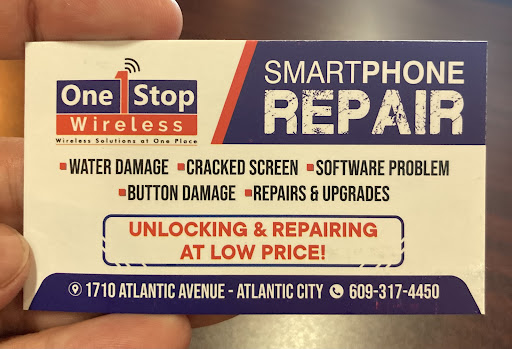 One 1 Stop
Wireless
Wireless Solutions at One Place
SMARTPHONE
REPAIR
▪WATER DAMAGE ▪CRACKED SCREEN ▪SOFTWARE PROBLEM
▪BUTTON DAMAGE ▪REPAIRS & UPGRADES
UNLOCKING & REPAIRING
AT LOW PRICE!
1710 ATLANTIC AVENUE - ATLANTIC CITY 609-317-4450